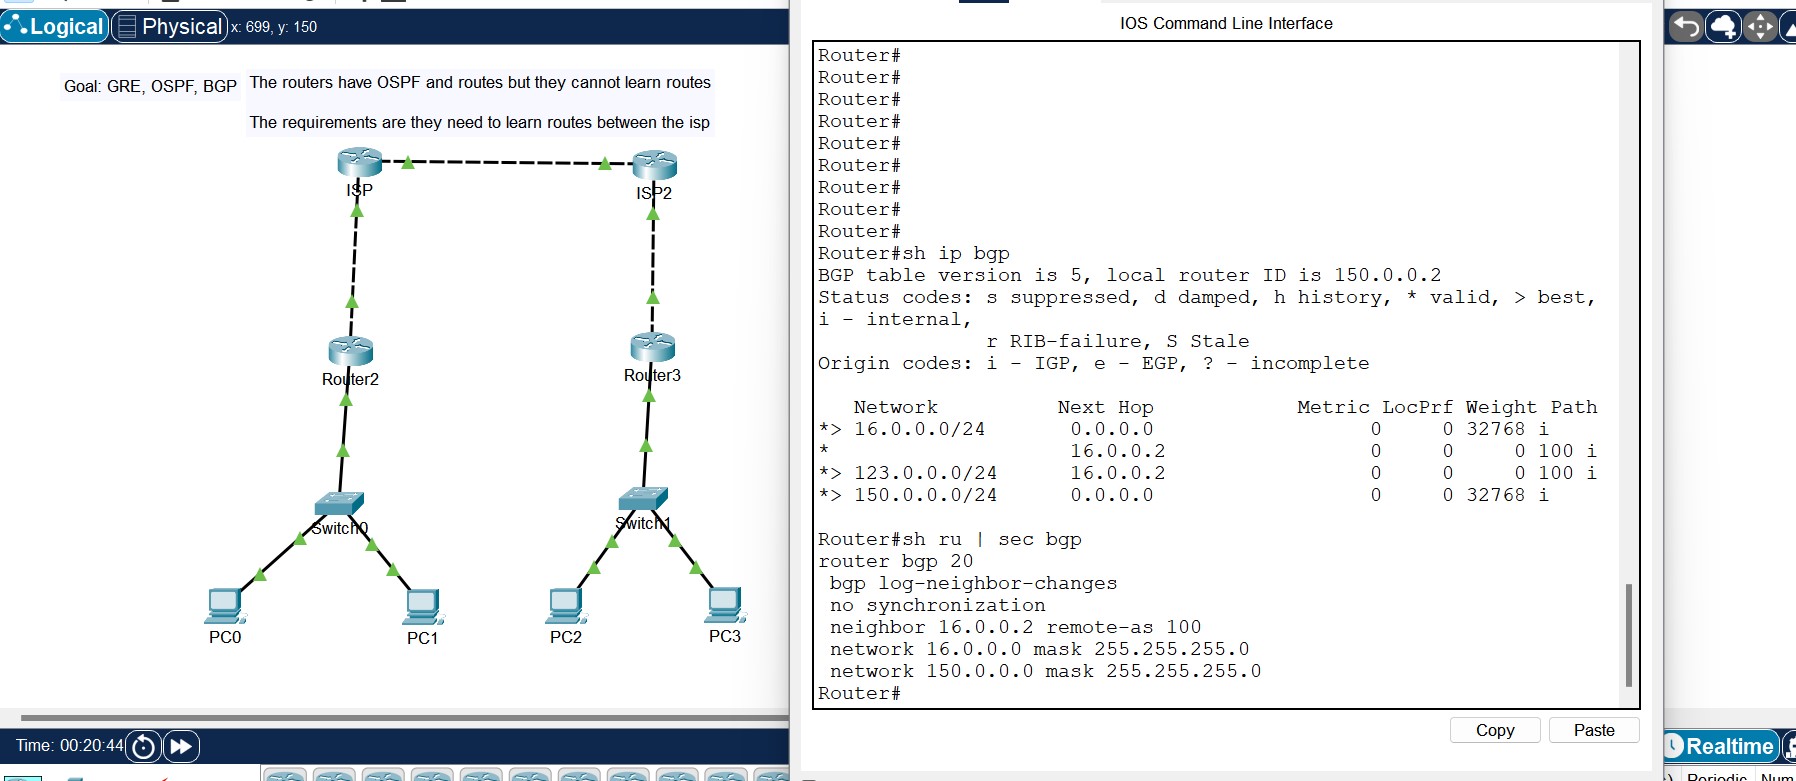 Logical
Physical
x: 699, y: 150
Goal: GRE, OSPF, BGP
The routers have OSPF and routes but they cannot learn routes
The requirements are they need to learn routes between the isp
ISP
ISP2
Router2
Router3
Switch0
Switch1
PC0
PC1
PC2
PC3
Time: 00:20:44
IOS Command Line Interface
Router#
Router#
Router#
Router#
Router#
Router#
Router#
Router#
Router#
Router#sh ip bgp
BGP table version is 5, local router ID is 150.0.0.2
Status codes: s suppressed, d damped, h history, * valid, > best,
i - internal,
r RIB-failure, S Stale
Origin codes: i - IGP, e - EGP, ? - incomplete
Network Next Hop Metric LocPrf Weight Path
*> 16.0.0.0/24 0.0.0.0 0 0 32768 i
* 16.0.0.2 0 0 0 100 i
*> 123.0.0.0/24 16.0.0.2 0 0 0 100 i
*> 150.0.0.0/24 0.0.0.0 0 0 32768 i
Router#sh ru | sec bgp
router bgp 20
bgp log-neighbor-changes
no synchronization
neighbor 16.0.0.2 remote-as 100
network 16.0.0.0 mask 255.255.255.0
network 150.0.0.0 mask 255.255.255.0
Router#
Copy
Paste
Realtime